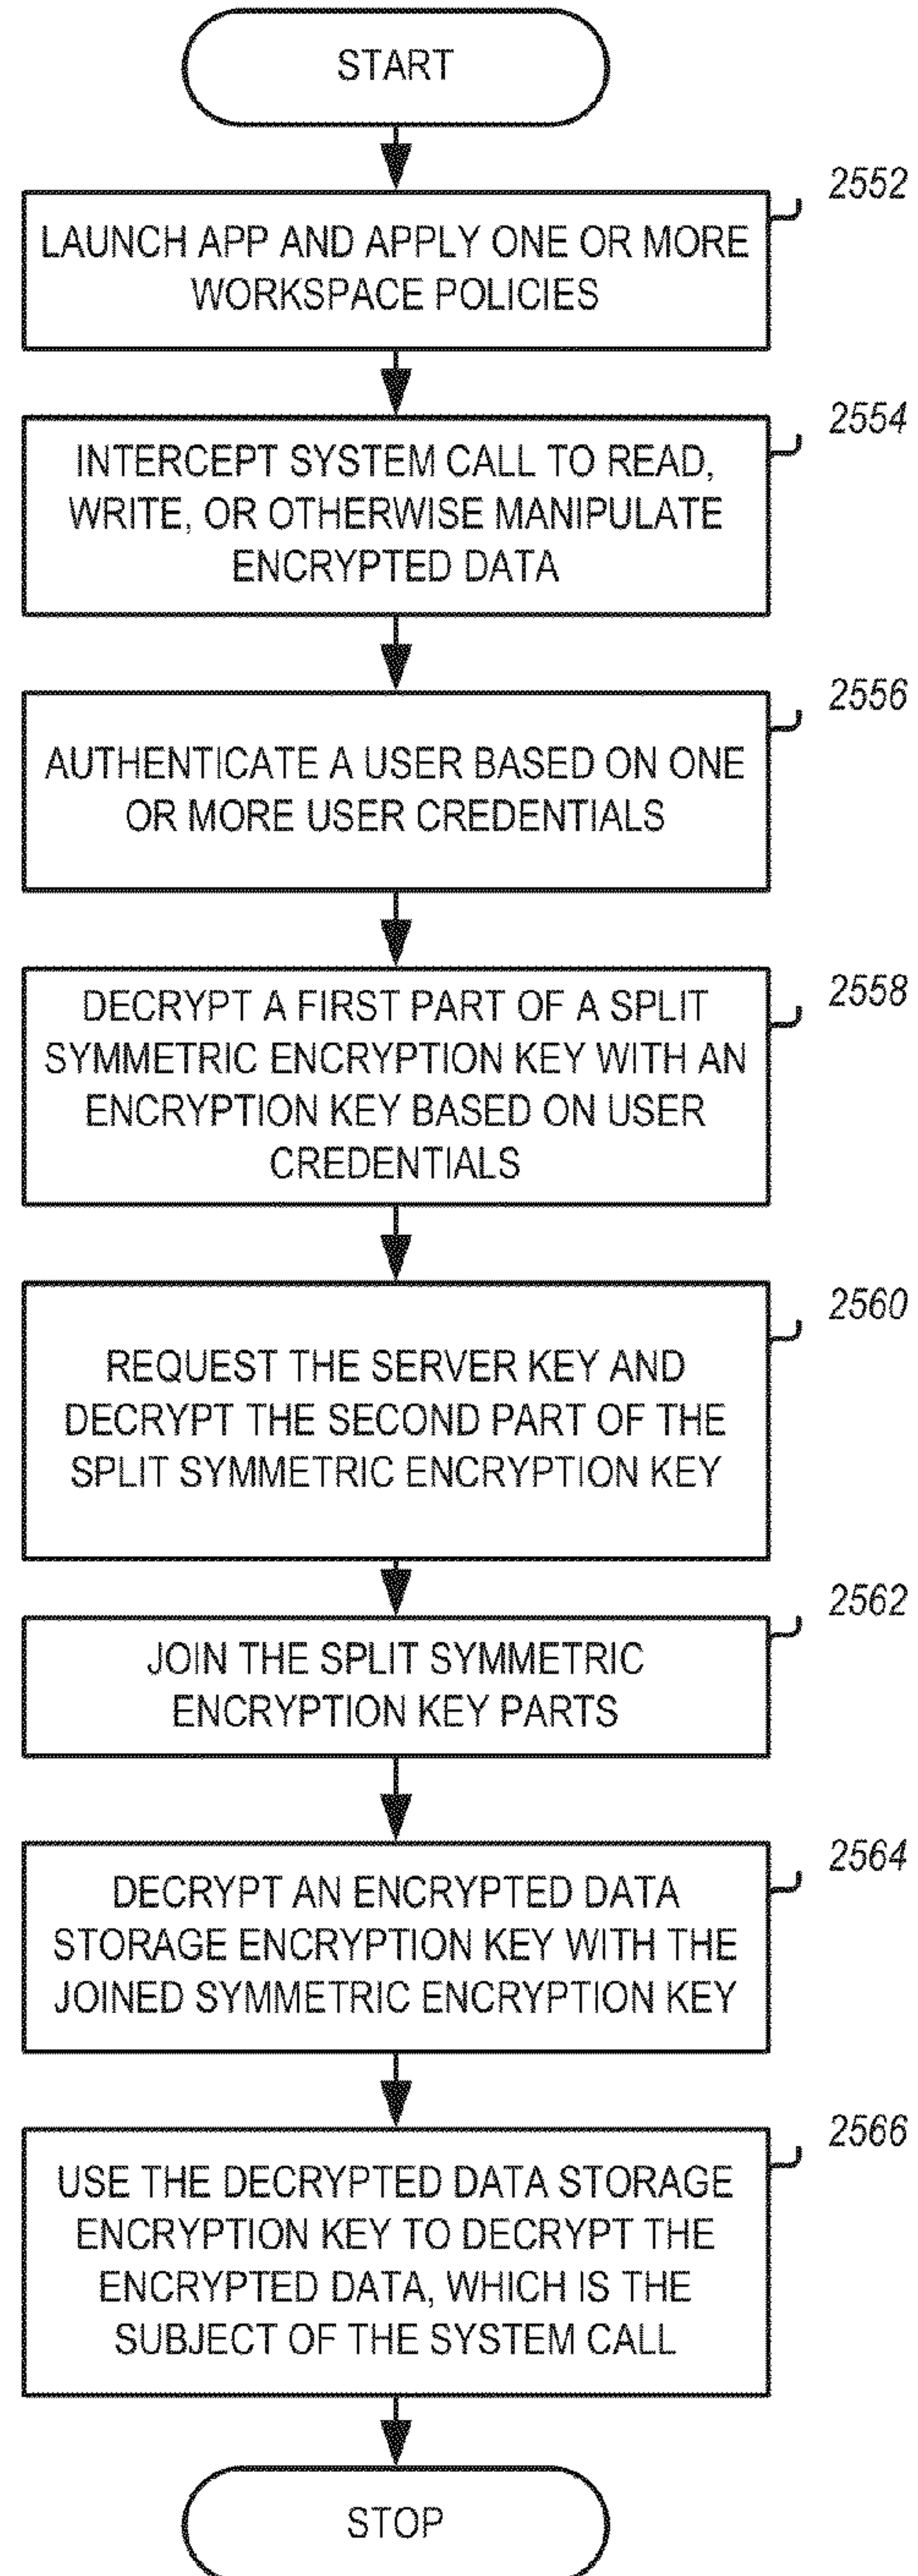 START
2552
LAUNCH APP AND APPLY ONE OR MORE
WORKSPACE POLICIES
2554
INTERCEPT SYSTEM CALL TO READ,
WRITE, OR OTHERWISE MANIPULATE
ENCRYPTED DATA
2556
AUTHENTICATE A USER BASED ON ONE
OR MORE USER CREDENTIALS
2558
DECRYPT A FIRST PART OF A SPLIT
SYMMETRIC ENCRYPTION KEY WITH AN
ENCRYPTION KEY BASED ON USER
CREDENTIALS
2560
REQUEST THE SERVER KEY AND
DECRYPT THE SECOND PART OF THE
SPLIT SYMMETRIC ENCRYPTION KEY
2562
JOIN THE SPLIT SYMMETRIC
ENCRYPTION KEY PARTS
2564
DECRYPT AN ENCRYPTED DATA
STORAGE ENCRYPTION KEY WITH THE
JOINED SYMMETRIC ENCRYPTION KEY
2566
USE THE DECRYPTED DATA STORAGE
ENCRYPTION KEY TO DECRYPT THE
ENCRYPTED DATA, WHICH IS THE
SUBJECT OF THE SYSTEM CALL
STOP